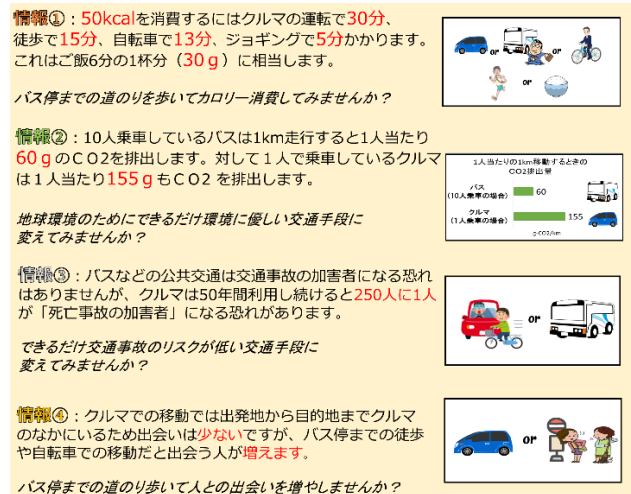 情報①：50kcalを消費するにはクルマの運転で30分、
徒歩で15分、自転車で13分、ジョギングで5分かかります。
これはご飯6分の1杯分（30ｇ）に相当します。
バス停までの道のりを歩いてカロリー消費してみませんか？
or
or
or
情報②：10人乗車しているバスは1km走行すると1人当たり
60ｇのＣＯ2を排出します。対して１人で乗車しているクルマ
は１人当たり155ｇもＣＯ2 を排出します。
地球環境のためにできるだけ環境に優しい交通手段に
変えてみませんか？
1人当たりの1km移動するときの
CO2排出量
バス
(10人乗車の場合)
60
クルマ
(1人乗車の場合)
155
g-CO2/km
情報③：バスなどの公共交通は交通事故の加害者になる恐れ
はありませんが、クルマは50年間利用し続けると250人に1人
が「死亡事故の加害者」になる恐れがあります。
できるだけ交通事故のリスクが低い交通手段に
変えてみませんか？
or
情報④：クルマでの移動では出発地から目的地までクルマ
のなかにいるため出会いは少ないですが、バス停までの徒歩
や自転車での移動だと出会う人が増えます。
バス停までの道のり歩いて人との出会いを増やしませんか？
or